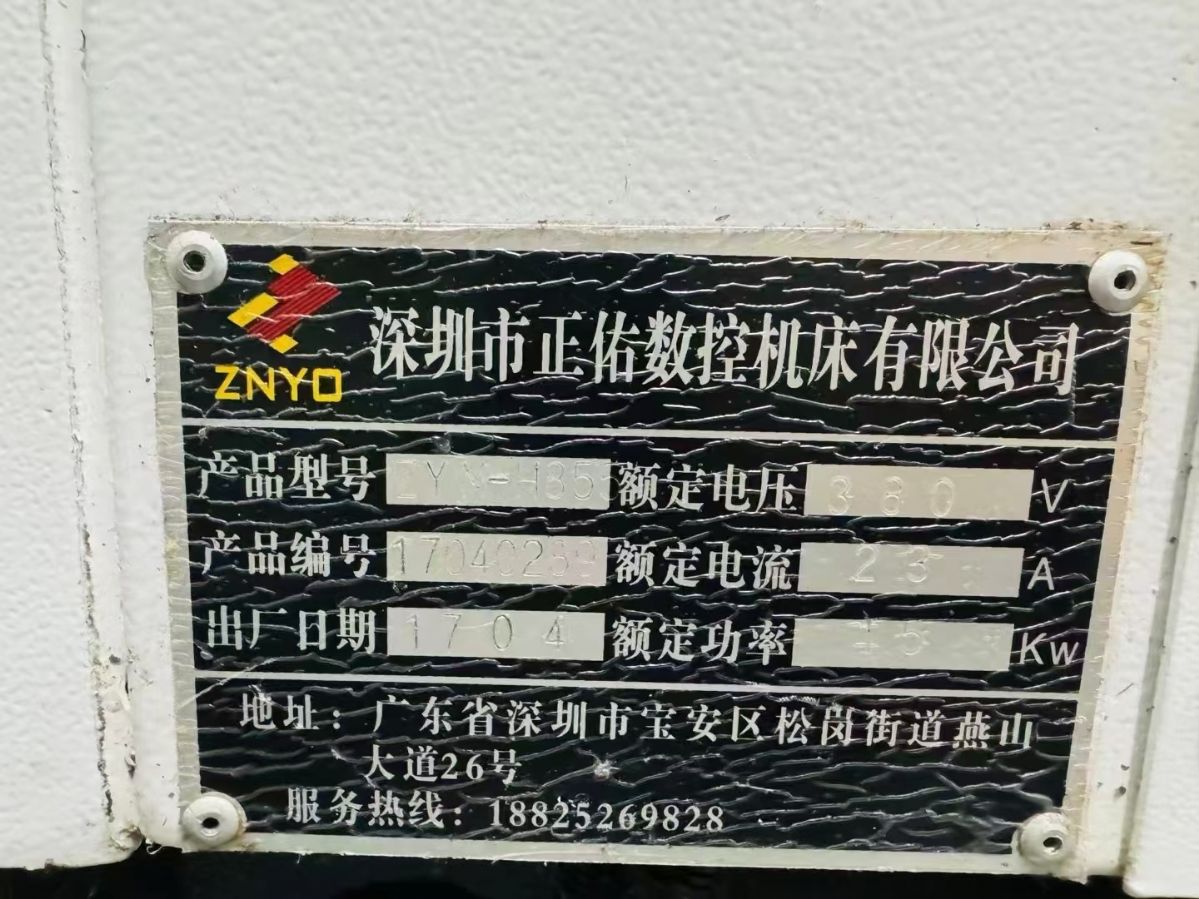 深圳市正佑数控机床有限公司
ZNYO
产品型号 额定电压 380 V
产品编号 额定电流 23 A
出厂日期 1704 额定功率 15 Kw
地址：广东省深圳市宝安区松岗街道燕山
大道26号
服务热线：18825269828